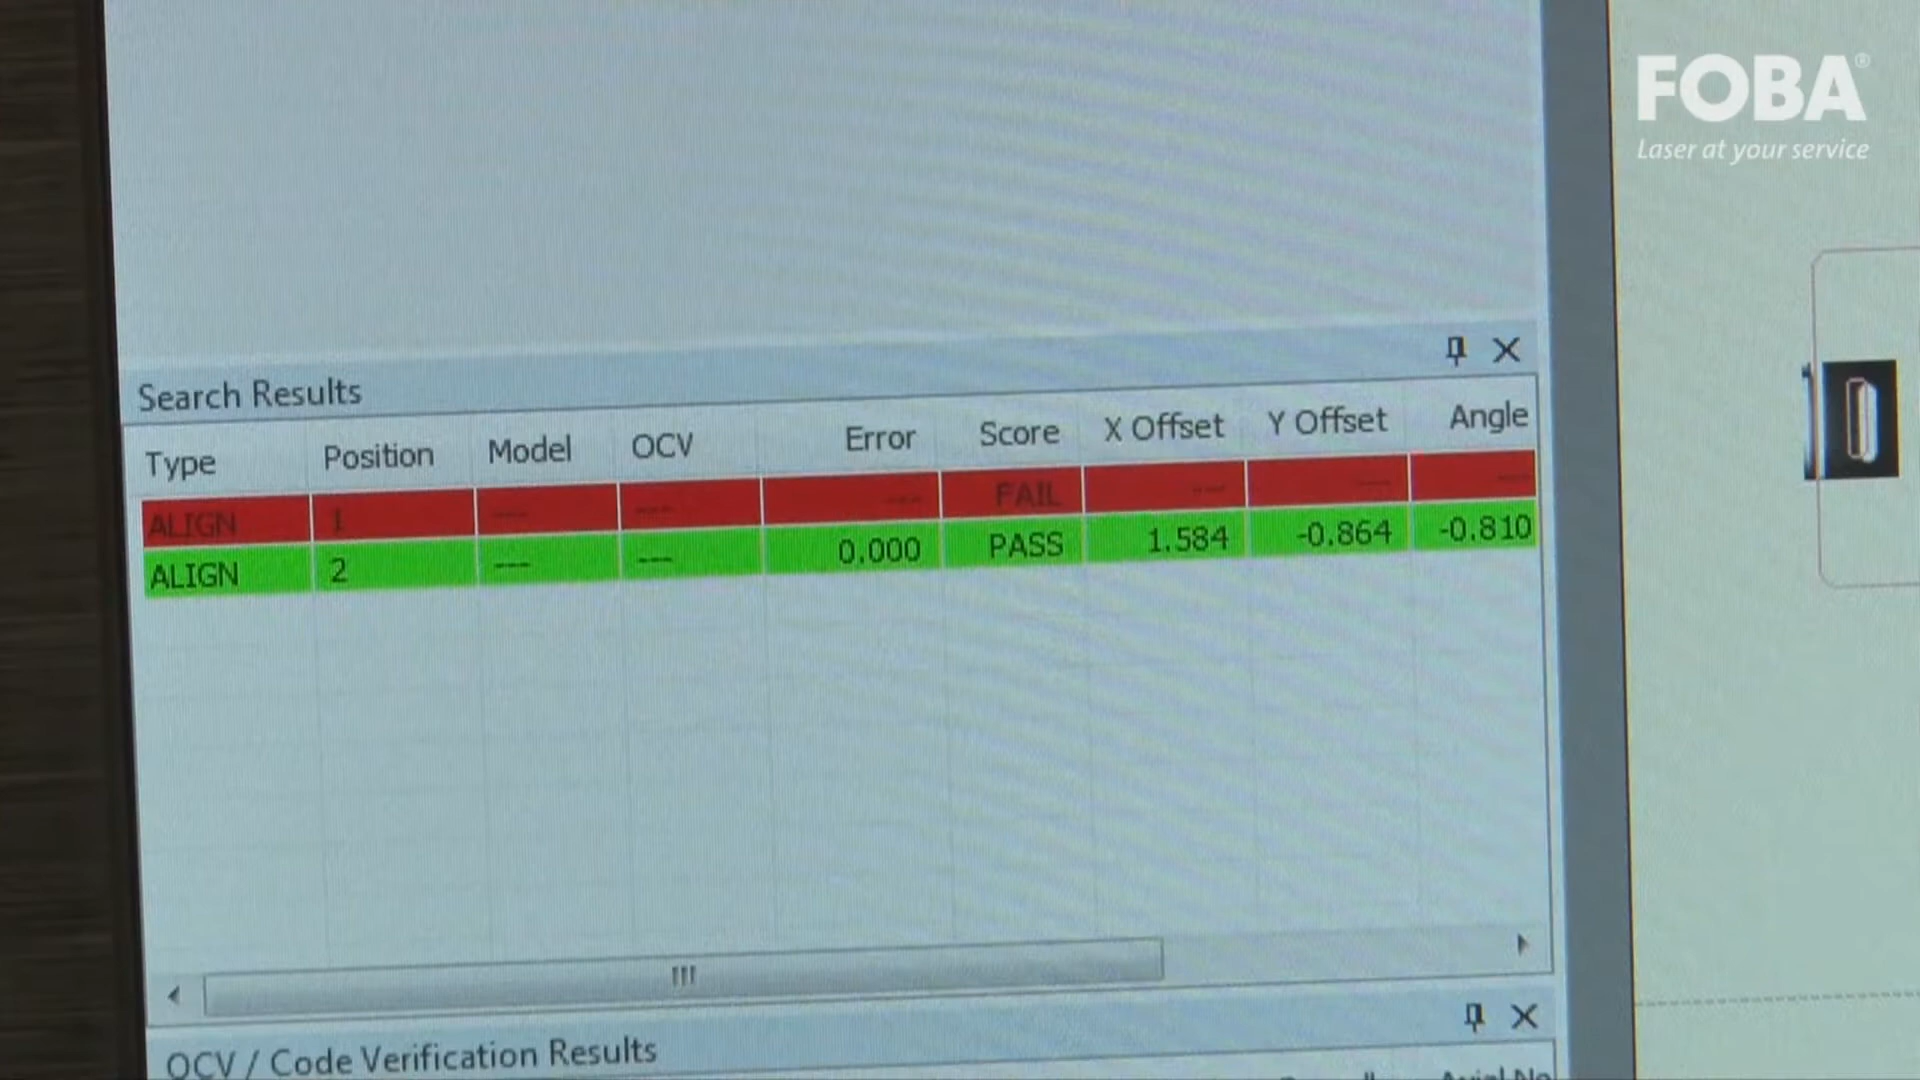 FOBA®
Laser at your service
Search Results
Type Position Model OCV Error Score X Offset Y Offset Angle
ALIGN 1 --- --- --- FAIL --- --- ---
ALIGN 2 --- --- 0.000 PASS 1.584 -0.864 -0.810
OCV / Code Verification Results